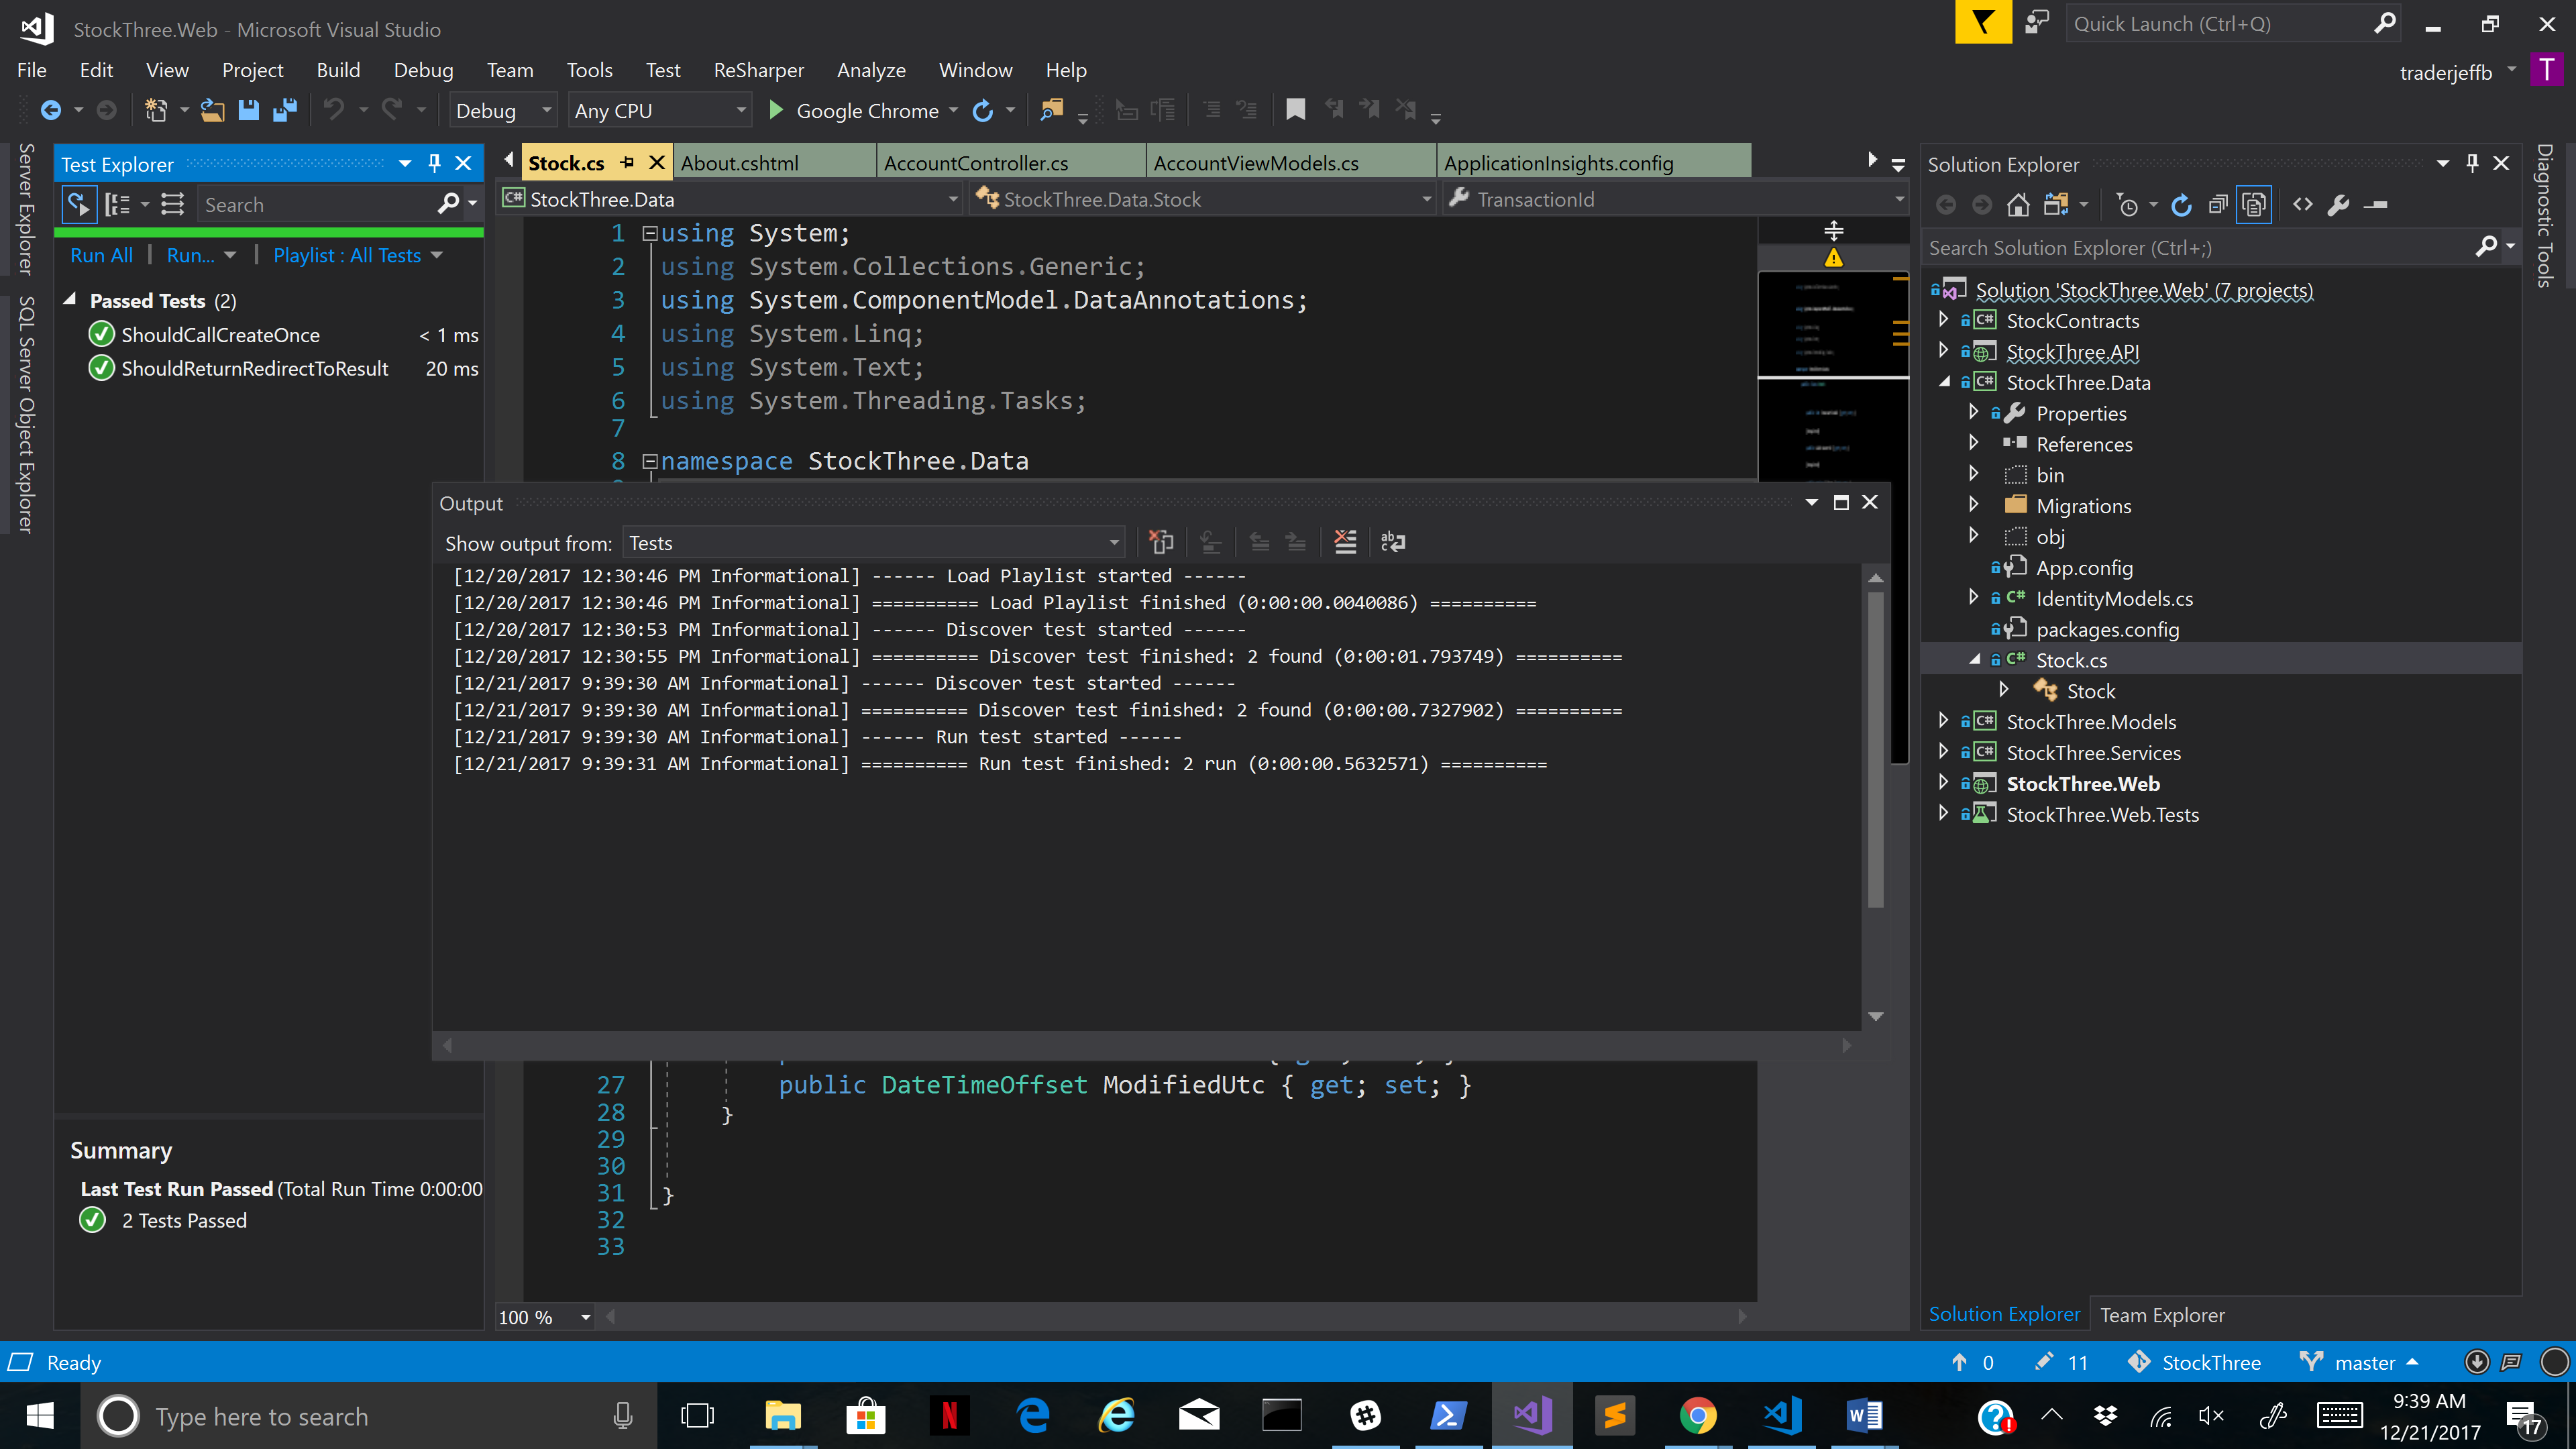 StockThree.Web - Microsoft Visual Studio
Quick Launch (Ctrl+Q)
File Edit View Project Build Debug Team Tools Test ReSharper Analyze Window Help
traderjeffb T
Debug Any CPU Google Chrome
Server Explorer
SQL Server Object Explorer
Test Explorer
Search
Run All | Run... | Playlist : All Tests
Passed Tests (2)
ShouldCallCreateOnce < 1 ms
ShouldReturnRedirectToResult 20 ms
Summary
Last Test Run Passed (Total Run Time 0:00:00
2 Tests Passed
Stock.cs About.cshtml AccountController.cs AccountViewModels.cs ApplicationInsights.config
StockThree.Data StockThree.Data.Stock TransactionId
1 using System;
2 using System.Collections.Generic;
3 using System.ComponentModel.DataAnnotations;
4 using System.Linq;
5 using System.Text;
6 using System.Threading.Tasks;
7
8 namespace StockThree.Data
Output
Show output from: Tests
[12/20/2017 12:30:46 PM Informational] ------ Load Playlist started ------
[12/20/2017 12:30:46 PM Informational] ========== Load Playlist finished (0:00:00.0040086) ==========
[12/20/2017 12:30:53 PM Informational] ------ Discover test started ------
[12/20/2017 12:30:55 PM Informational] ========== Discover test finished: 2 found (0:00:01.793749) ==========
[12/21/2017 9:39:30 AM Informational] ------ Discover test started ------
[12/21/2017 9:39:30 AM Informational] ========== Discover test finished: 2 found (0:00:00.7327902) ==========
[12/21/2017 9:39:30 AM Informational] ------ Run test started ------
[12/21/2017 9:39:31 AM Informational] ========== Run test finished: 2 run (0:00:00.5632571) ==========
27 public DateTimeOffset ModifiedUtc { get; set; }
28 }
29
30
31 }
32
33
100 %
Solution Explorer
Search Solution Explorer (Ctrl+;)
Solution 'StockThree.Web' (7 projects)
StockContracts
StockThree.API
StockThree.Data
Properties
References
bin
Migrations
obj
App.config
IdentityModels.cs
packages.config
Stock.cs
Stock
StockThree.Models
StockThree.Services
StockThree.Web
StockThree.Web.Tests
Solution Explorer Team Explorer
Diagnostic Tools
Ready 0 11 StockThree master
Type here to search
9:39 AM
12/21/2017
17